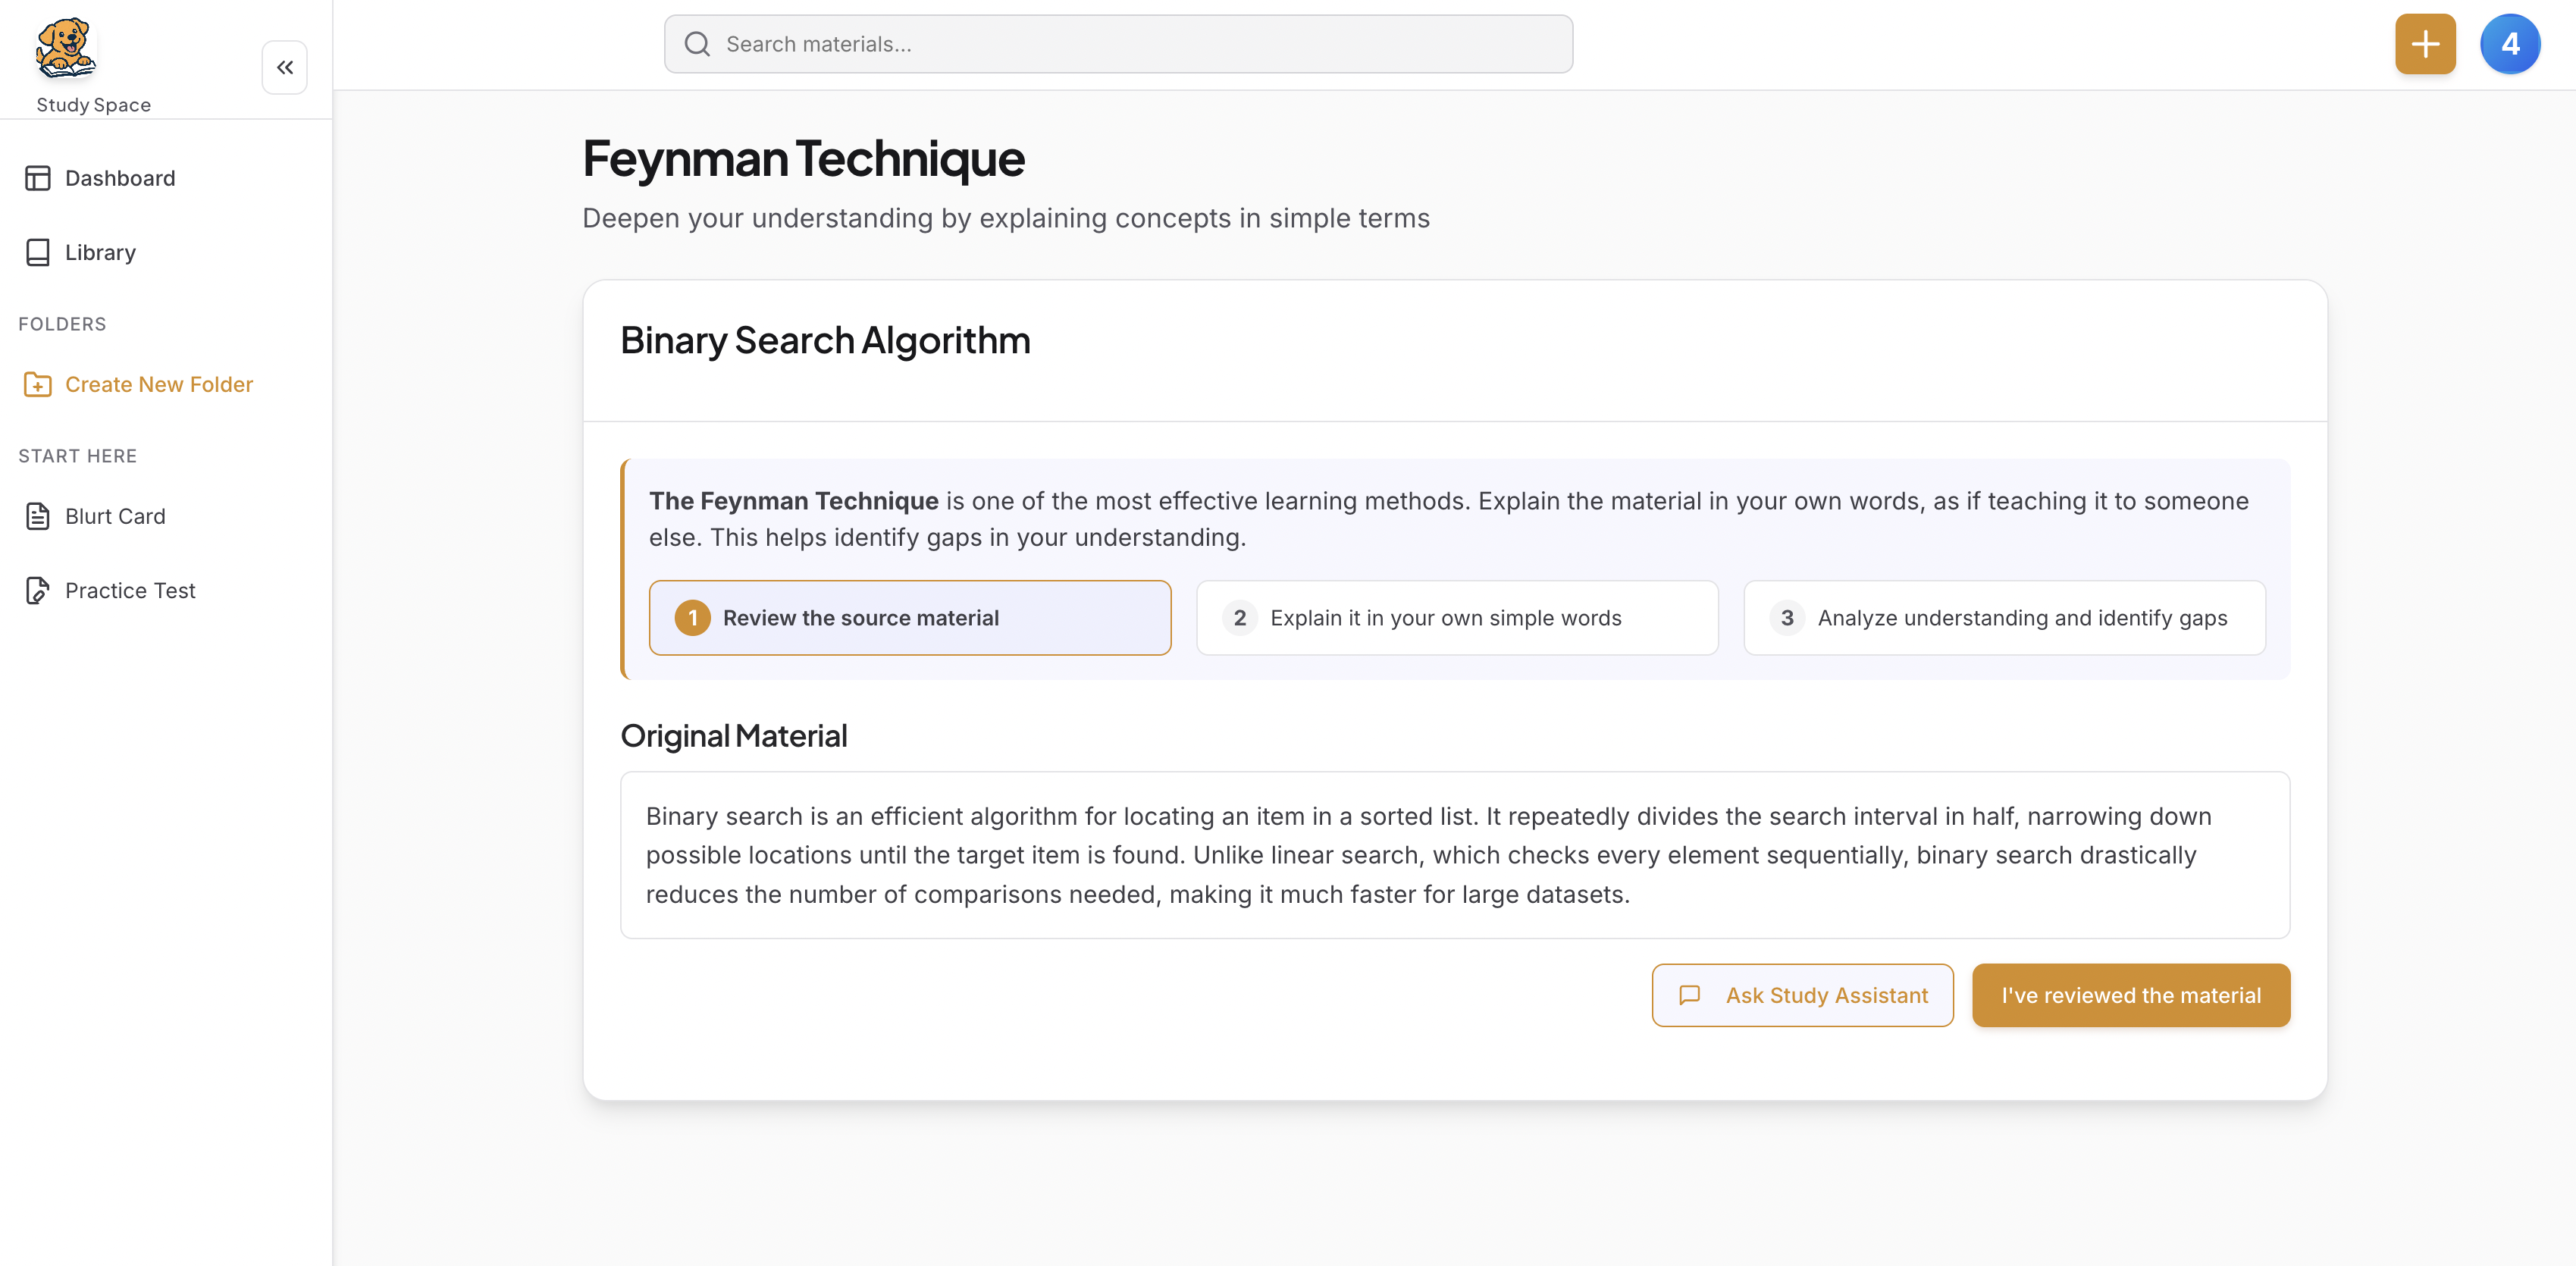 Study Space
Search materials...
4
Dashboard
Library
FOLDERS
Create New Folder
START HERE
Blurt Card
Practice Test
Feynman Technique
Deepen your understanding by explaining concepts in simple terms
Binary Search Algorithm
The Feynman Technique is one of the most effective learning methods. Explain the material in your own words, as if teaching it to someone
else. This helps identify gaps in your understanding.
1 Review the source material
2 Explain it in your own simple words
3 Analyze understanding and identify gaps
Original Material
Binary search is an efficient algorithm for locating an item in a sorted list. It repeatedly divides the search interval in half, narrowing down
possible locations until the target item is found. Unlike linear search, which checks every element sequentially, binary search drastically
reduces the number of comparisons needed, making it much faster for large datasets.
Ask Study Assistant
I've reviewed the material